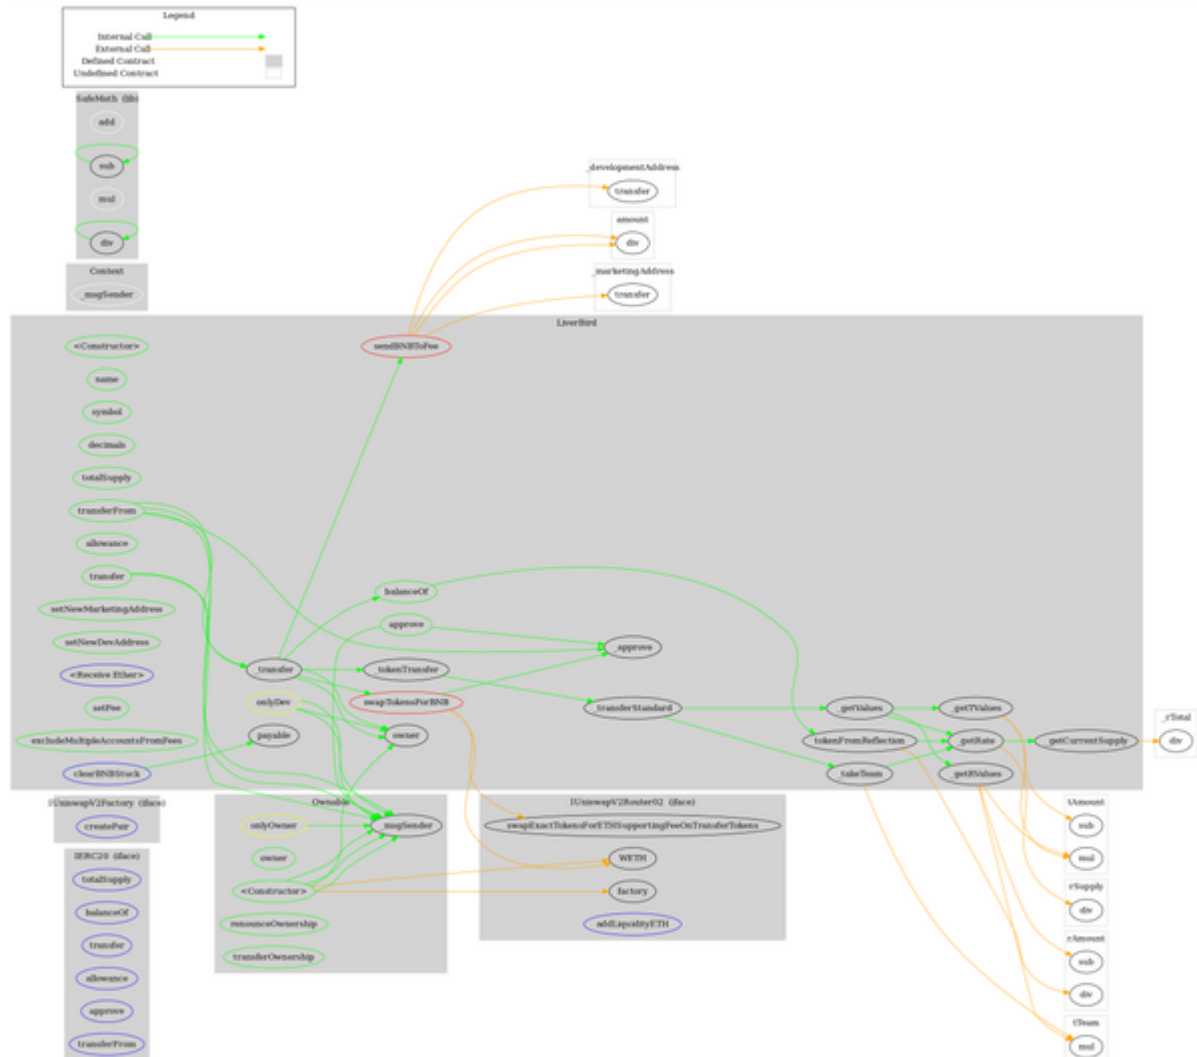 Legend
Internal Call
External Call
Defined Contract
Undefined Contract
SafeMath (lib)
add
sub
mul
div
Context
_msgSender
_developmentAddress
transfer
amount
div
_marketingAddress
transfer
LiverBird
<Constructor>
name
symbol
decimals
totalSupply
transferFrom
allowance
transfer
setNewMarketingAddress
setNewDevAddress
<Receive Ether>
setFee
excludeMultipleAccountsFromFees
clearBNBStuck
sendBNBToFee
balanceOf
approve
_approve
_transfer
_tokenTransfer
onlyDev
swapTokensForBNB
payable
owner
_transferStandard
_getValues
_getTValues
tokenFromReflection
_getRate
_getCurrentSupply
_takeTeam
_getRValues
_rTotal
div
IUniswapV2Factory (iface)
createPair
IERC20 (iface)
totalSupply
balanceOf
transfer
allowance
approve
transferFrom
Ownable
onlyOwner
_msgSender
owner
<Constructor>
renounceOwnership
transferOwnership
IUniswapV2Router02 (iface)
swapExactTokensForETHSupportingFeeOnTransferTokens
WETH
factory
addLiquidityETH
tAmount
sub
mul
rSupply
div
rAmount
sub
div
tTeam
mul